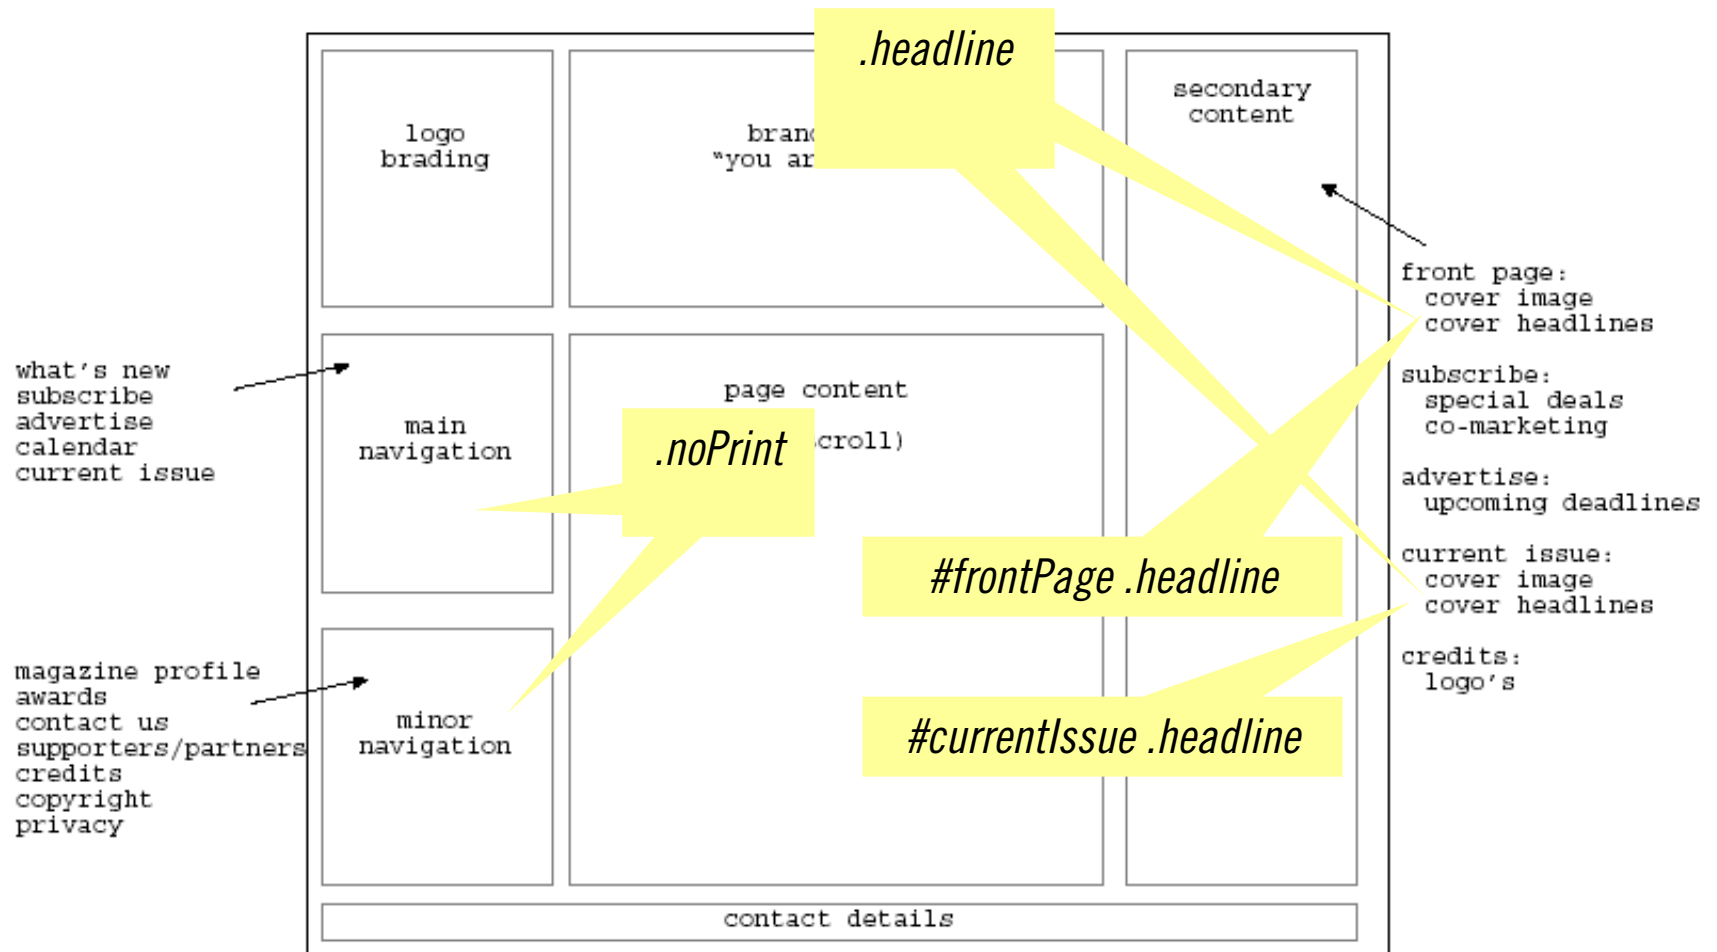 .headline
logo
brading
"you
secondary
content
front page:
cover image
cover headlines
subscribe:
special deals
co-marketing
advertise:
upcoming deadlines
current issue:
cover image
cover headlines
credits:
logo's
what's new
subscribe
advertise
calendar
current issue
main
navigation
page content
.noPrint
#frontPage .headline
magazine profile
awards
contact us
supporters/partners
credits
copyright
privacy
minor
navigation
#currentIssue .headline
contact details